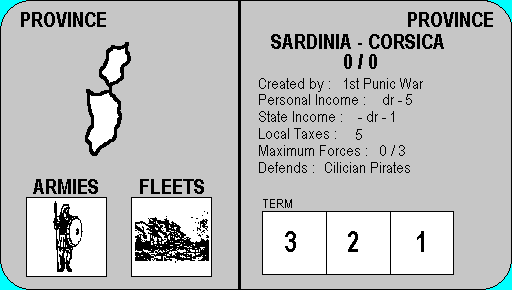 PROVINCE
ARMIES FLEETS
PROVINCE
SARDINIA - CORSICA
0 / 0
Created by : 1st Punic War
Personal Income : dr - 5
State Income : - dr - 1
Local Taxes : 5
Maximum Forces : 0 / 3
Defends : Cilician Pirates
TERM
3 2 1